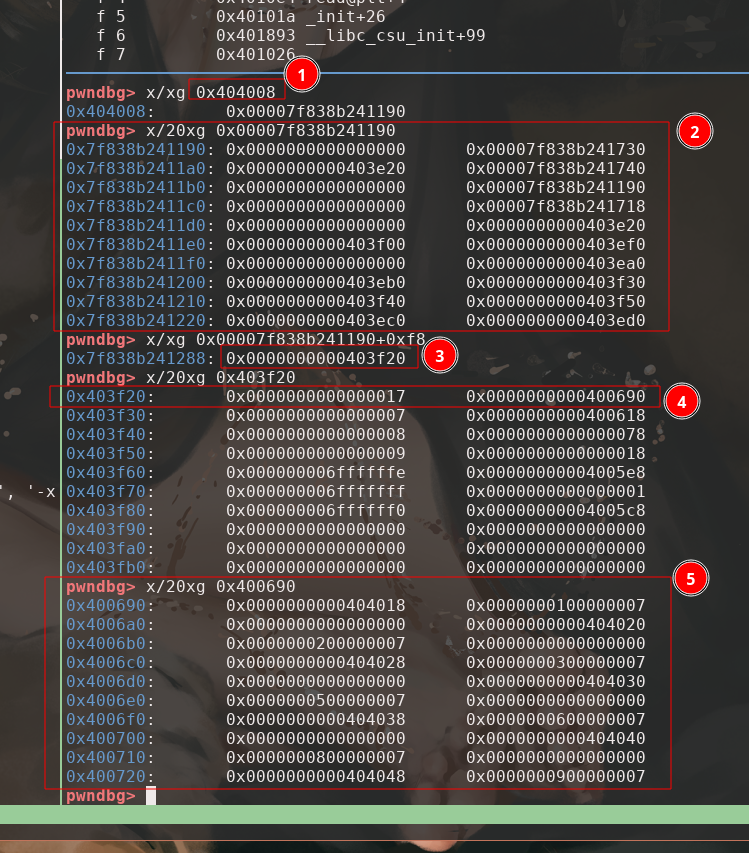 f 5 0x40101a _init+26
f 6 0x401893 __libc_csu_init+99
f 7 0x401026
1
pwndbg> x/xg 0x404008
0x404008: 0x00007f838b241190
pwndbg> x/20xg 0x00007f838b241190
2
0x7f838b241190: 0x0000000000000000 0x00007f838b241730
0x7f838b2411a0: 0x0000000000403e20 0x00007f838b241740
0x7f838b2411b0: 0x0000000000000000 0x00007f838b241190
0x7f838b2411c0: 0x0000000000000000 0x00007f838b241718
0x7f838b2411d0: 0x0000000000000000 0x0000000000403e20
0x7f838b2411e0: 0x0000000000403f00 0x0000000000403ef0
0x7f838b2411f0: 0x0000000000000000 0x0000000000403ea0
0x7f838b241200: 0x0000000000403eb0 0x0000000000403f30
0x7f838b241210: 0x0000000000403f40 0x0000000000403f50
0x7f838b241220: 0x0000000000403ec0 0x0000000000403ed0
pwndbg> x/xg 0x00007f838b241190+0xf8
0x7f838b241288: 0x0000000000403f20
3
pwndbg> x/20xg 0x403f20
0x403f20: 0x0000000000000017 0x0000000000400690
4
0x403f30: 0x0000000000000007 0x0000000000400618
0x403f40: 0x0000000000000008 0x0000000000000078
0x403f50: 0x0000000000000009 0x0000000000000018
0x403f60: 0x000000006ffffffe 0x00000000004005e8
', '-x 0x403f70: 0x000000006fffffff 0x0000000000000001
0x403f80: 0x000000006ffffff0 0x00000000004005c8
0x403f90: 0x0000000000000000 0x0000000000000000
0x403fa0: 0x0000000000000000 0x0000000000000000
0x403fb0: 0x0000000000000000 0x0000000000000000
pwndbg> x/20xg 0x400690
5
0x400690: 0x0000000000404018 0x0000000100000007
0x4006a0: 0x0000000000000000 0x0000000000404020
0x4006b0: 0x0000000200000007 0x0000000000000000
0x4006c0: 0x0000000000404028 0x0000000300000007
0x4006d0: 0x0000000000000000 0x0000000000404030
0x4006e0: 0x0000000500000007 0x0000000000000000
0x4006f0: 0x0000000000404038 0x0000000600000007
0x400700: 0x0000000000000000 0x0000000000404040
0x400710: 0x0000000800000007 0x0000000000000000
0x400720: 0x0000000000404048 0x0000000900000007
pwndbg>